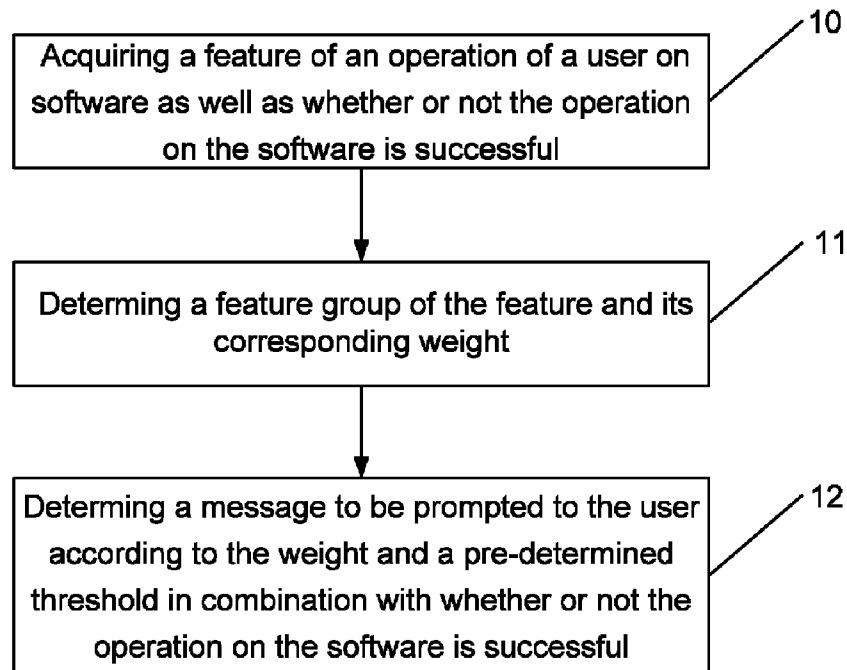 10
Acquiring a feature of an operation of a user on
software as well as whether or not the operation
on the software is successful
11
Determing a feature group of the feature and its
corresponding weight
12
Determing a message to be prompted to the user
according to the weight and a pre-determined
threshold in combination with whether or not the
operation on the software is successful